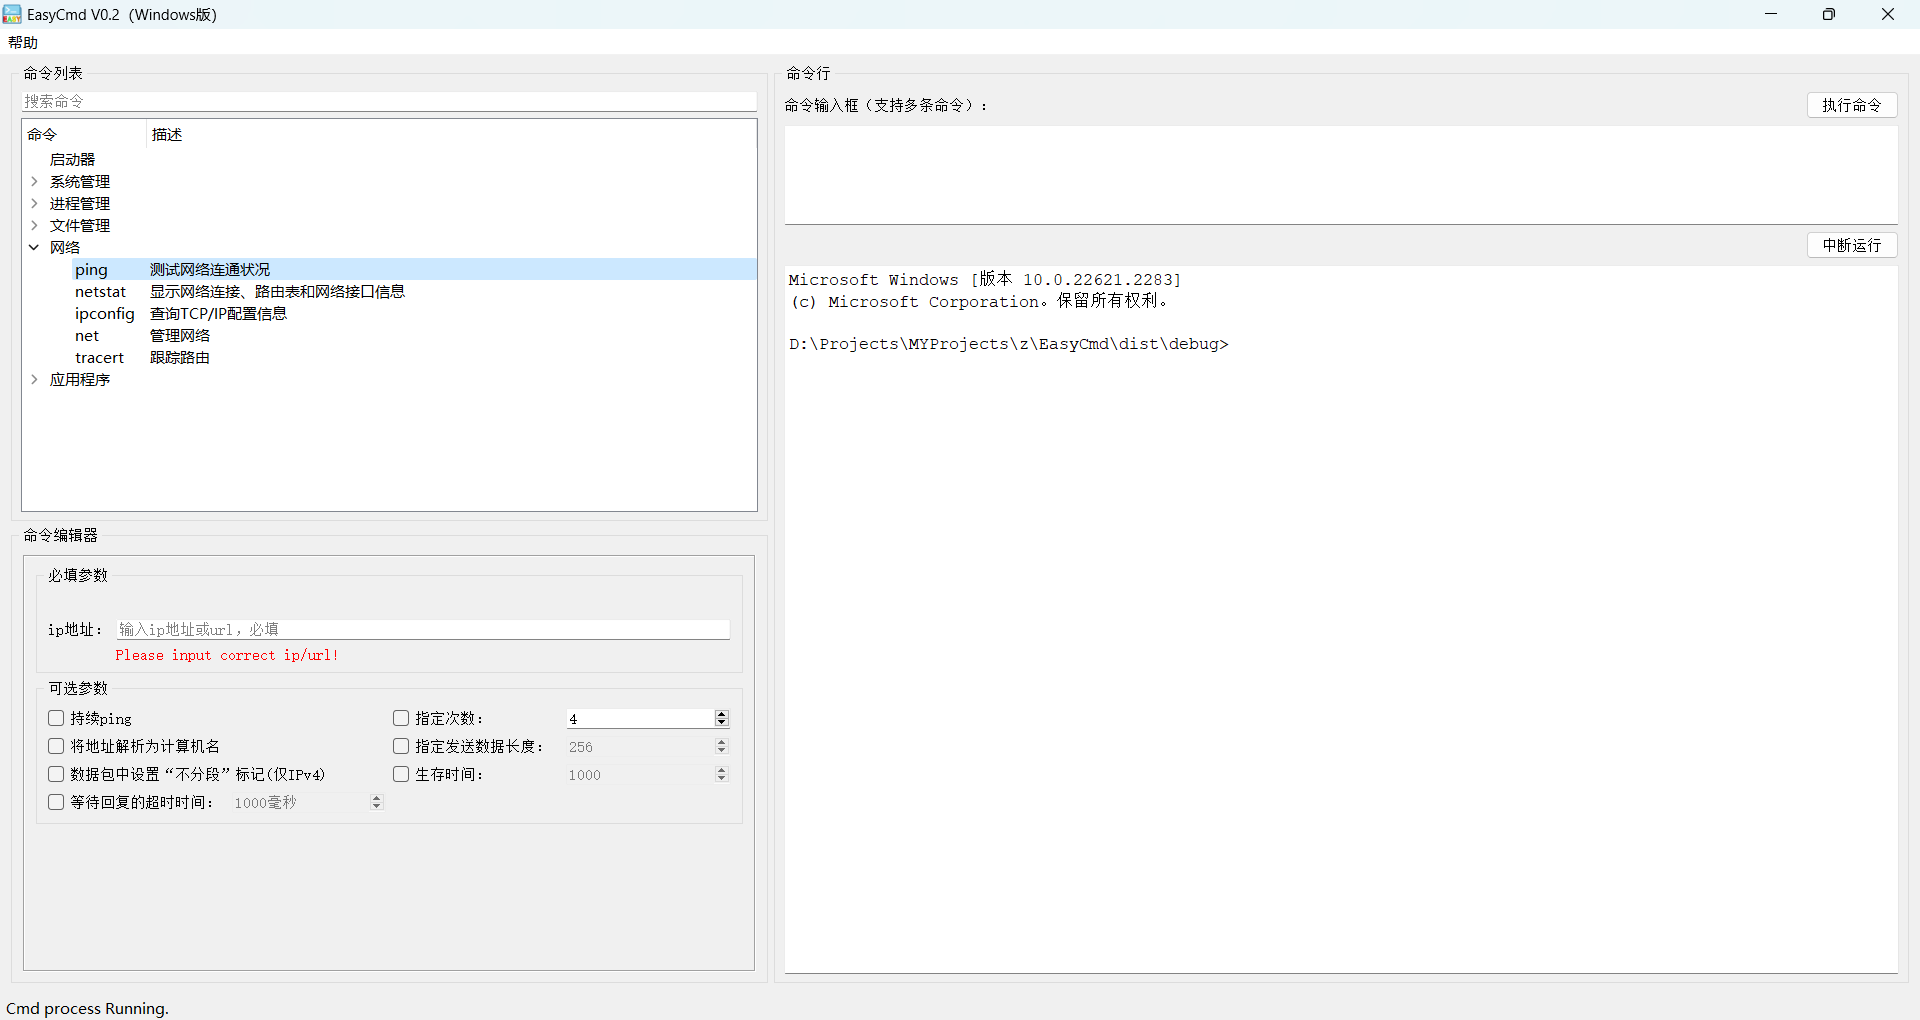 EasyCmd V0.2 (Windows版)
帮助
命令列表
搜索命令
命令 描述
启动器
系统管理
进程管理
文件管理
网络
ping 测试网络连通状况
netstat 显示网络连接、路由表和网络接口信息
ipconfig 查询TCP/IP配置信息
net 管理网络
tracert 跟踪路由
应用程序
命令编辑器
必填参数
ip地址： 输入ip地址或url，必填
Please input correct ip/url!
可选参数
持续ping 指定次数： 4
将地址解析为计算机名 指定发送数据长度： 256
数据包中设置“不分段”标记(仅IPv4) 生存时间： 1000
等待回复的超时时间： 1000毫秒
命令行
命令输入框（支持多条命令）：
执行命令
中断运行
Microsoft Windows [版本 10.0.22621.2283]
(c) Microsoft Corporation。保留所有权利。
D:\Projects\MYProjects\z\EasyCmd\dist\debug>
Cmd process Running.